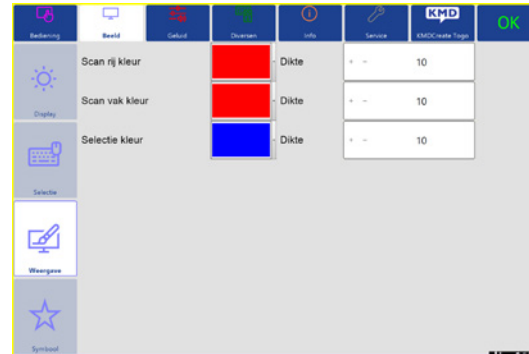 Bediening
Beeld
Geluid
Diversen
Info
Service
KMD
KMDCreate Togo
OK
Display
Selectie
Weergave
Symbool
Scan rij kleur
Dikte
+ -
10
Scan vak kleur
Dikte
+ -
10
Selectie kleur
Dikte
+ -
10